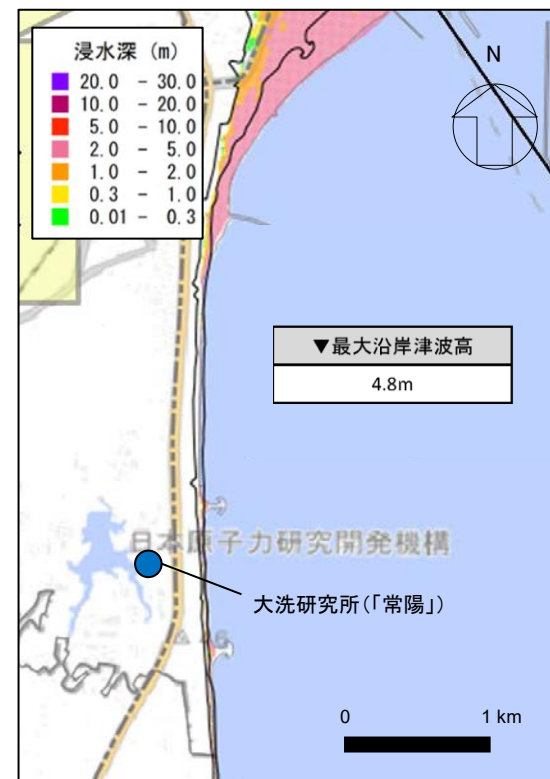 浸水深 (m)
20.0 - 30.0
10.0 - 20.0
5.0 - 10.0
2.0 - 5.0
1.0 - 2.0
0.3 - 1.0
0.01 - 0.3
N
▼最大沿岸津波高
4.8m
日本原子力研究開発機構
大洗研究所(「常陽」)
0 1 km